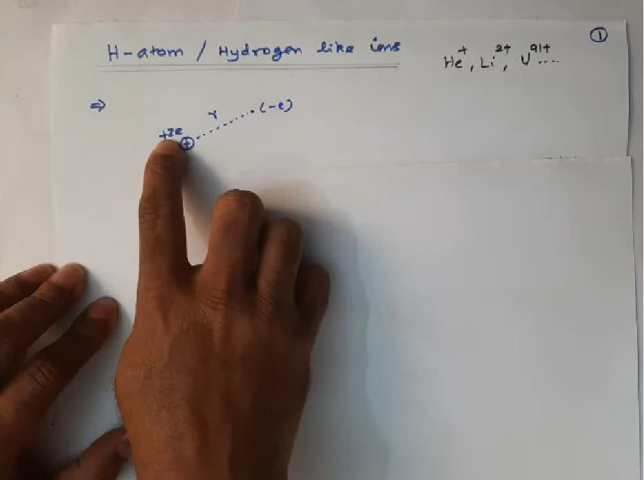 H-atom / Hydrogen like ions
He⁺, Li²⁺, U⁹¹⁺ ....
①
⇒
r (-e)
+ze ⊕